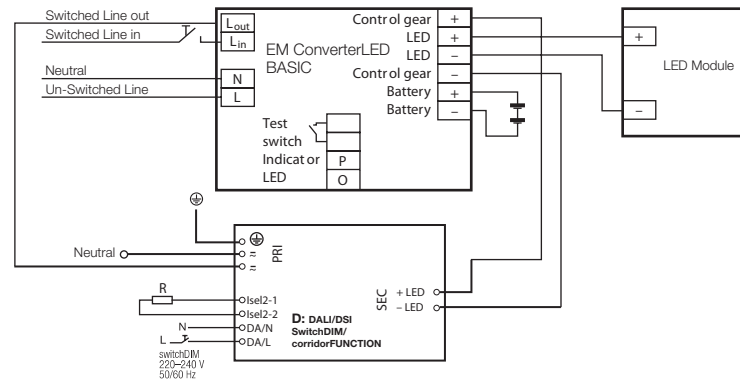 Switched Line out
Switched Line in
Neutral
Un-Switched Line
Lout
Lin
N
L
EM ConverterLED
BASIC
Test
switch
Indicat or
LED
P
O
Control gear +
LED +
LED –
Control gear –
Battery +
Battery –
+
LED Module
–
Neutral
PRI
≂
≂
R
Isel2-1
Isel2-2
N DA/N
L DA/L
switchDIM
220–240 V
50/60 Hz
D: DALI/DSI
SwitchDIM/
corridorFUNCTION
SEC
+ LED
– LED